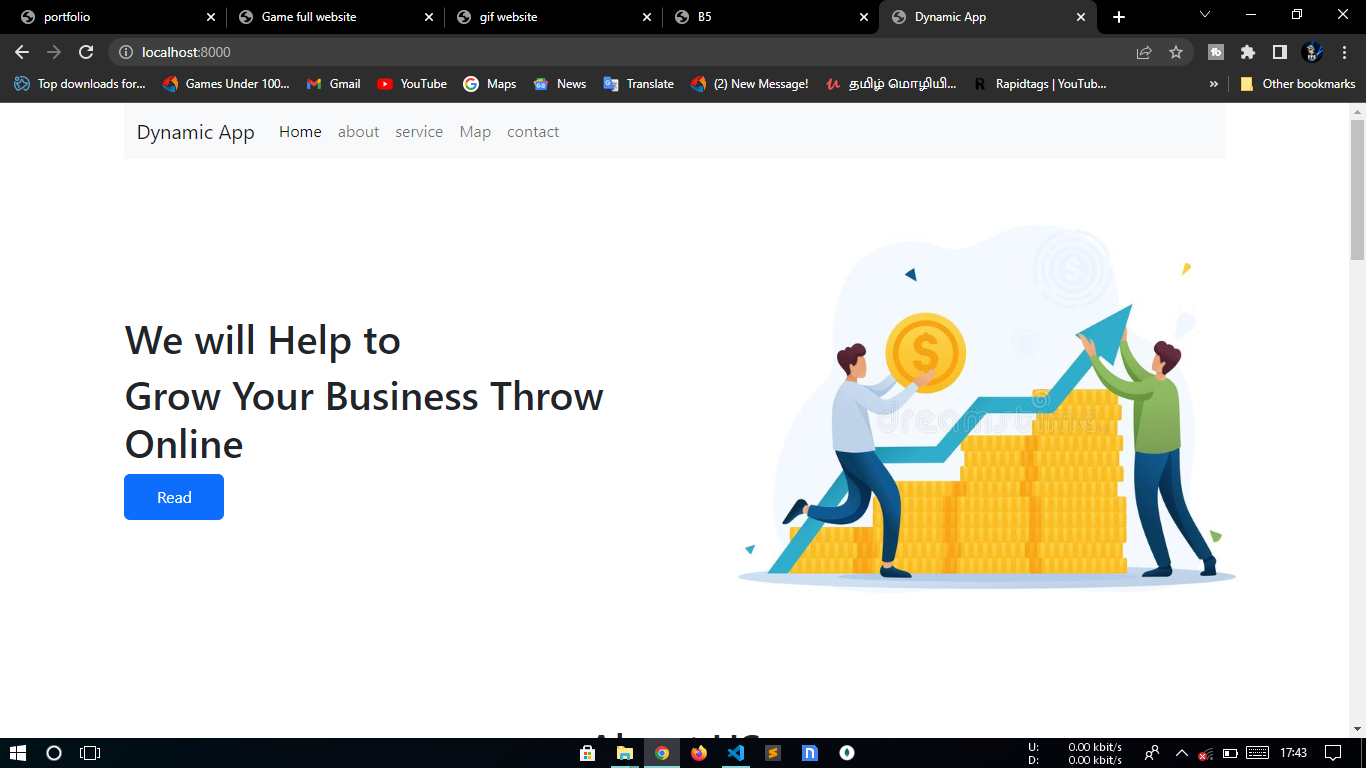 portfolio
Game full website
gif website
B5
Dynamic App
localhost:8000
Top downloads for...
Games Under 100...
Gmail
YouTube
Maps
News
Translate
(2) New Message!
தமிழ் மொழியி...
Rapidtags | YouTub...
»
Other bookmarks
Dynamic App
Home
about
service
Map
contact
We will Help to
Grow Your Business Throw
Online
Read
dreamstime
U: 0.00 kbit/s
D: 0.00 kbit/s
17:43